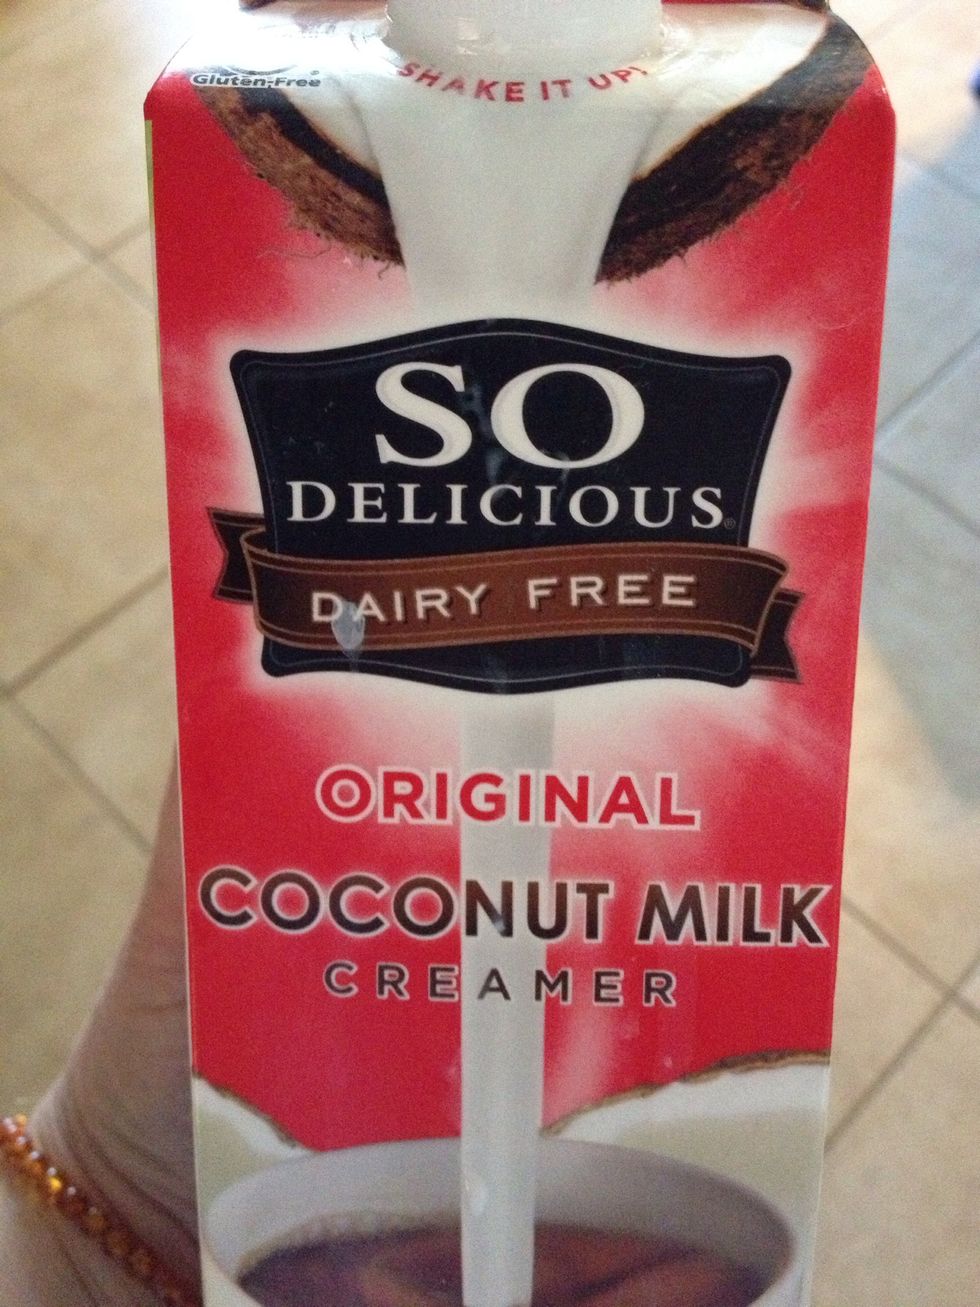 Gluten-Free
SHAKE IT UP!
SO
DELICIOUS®
DAIRY FREE
ORIGINAL
COCONUT MILK
CREAMER